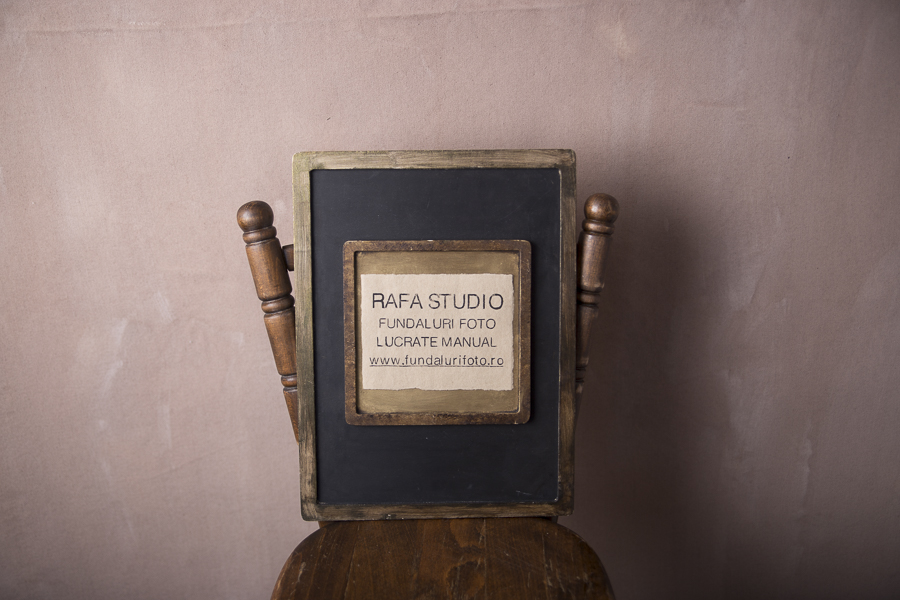 RAFA STUDIO
FUNDALURI FOTO
LUCRATE MANUAL
www.fundalurifoto.ro